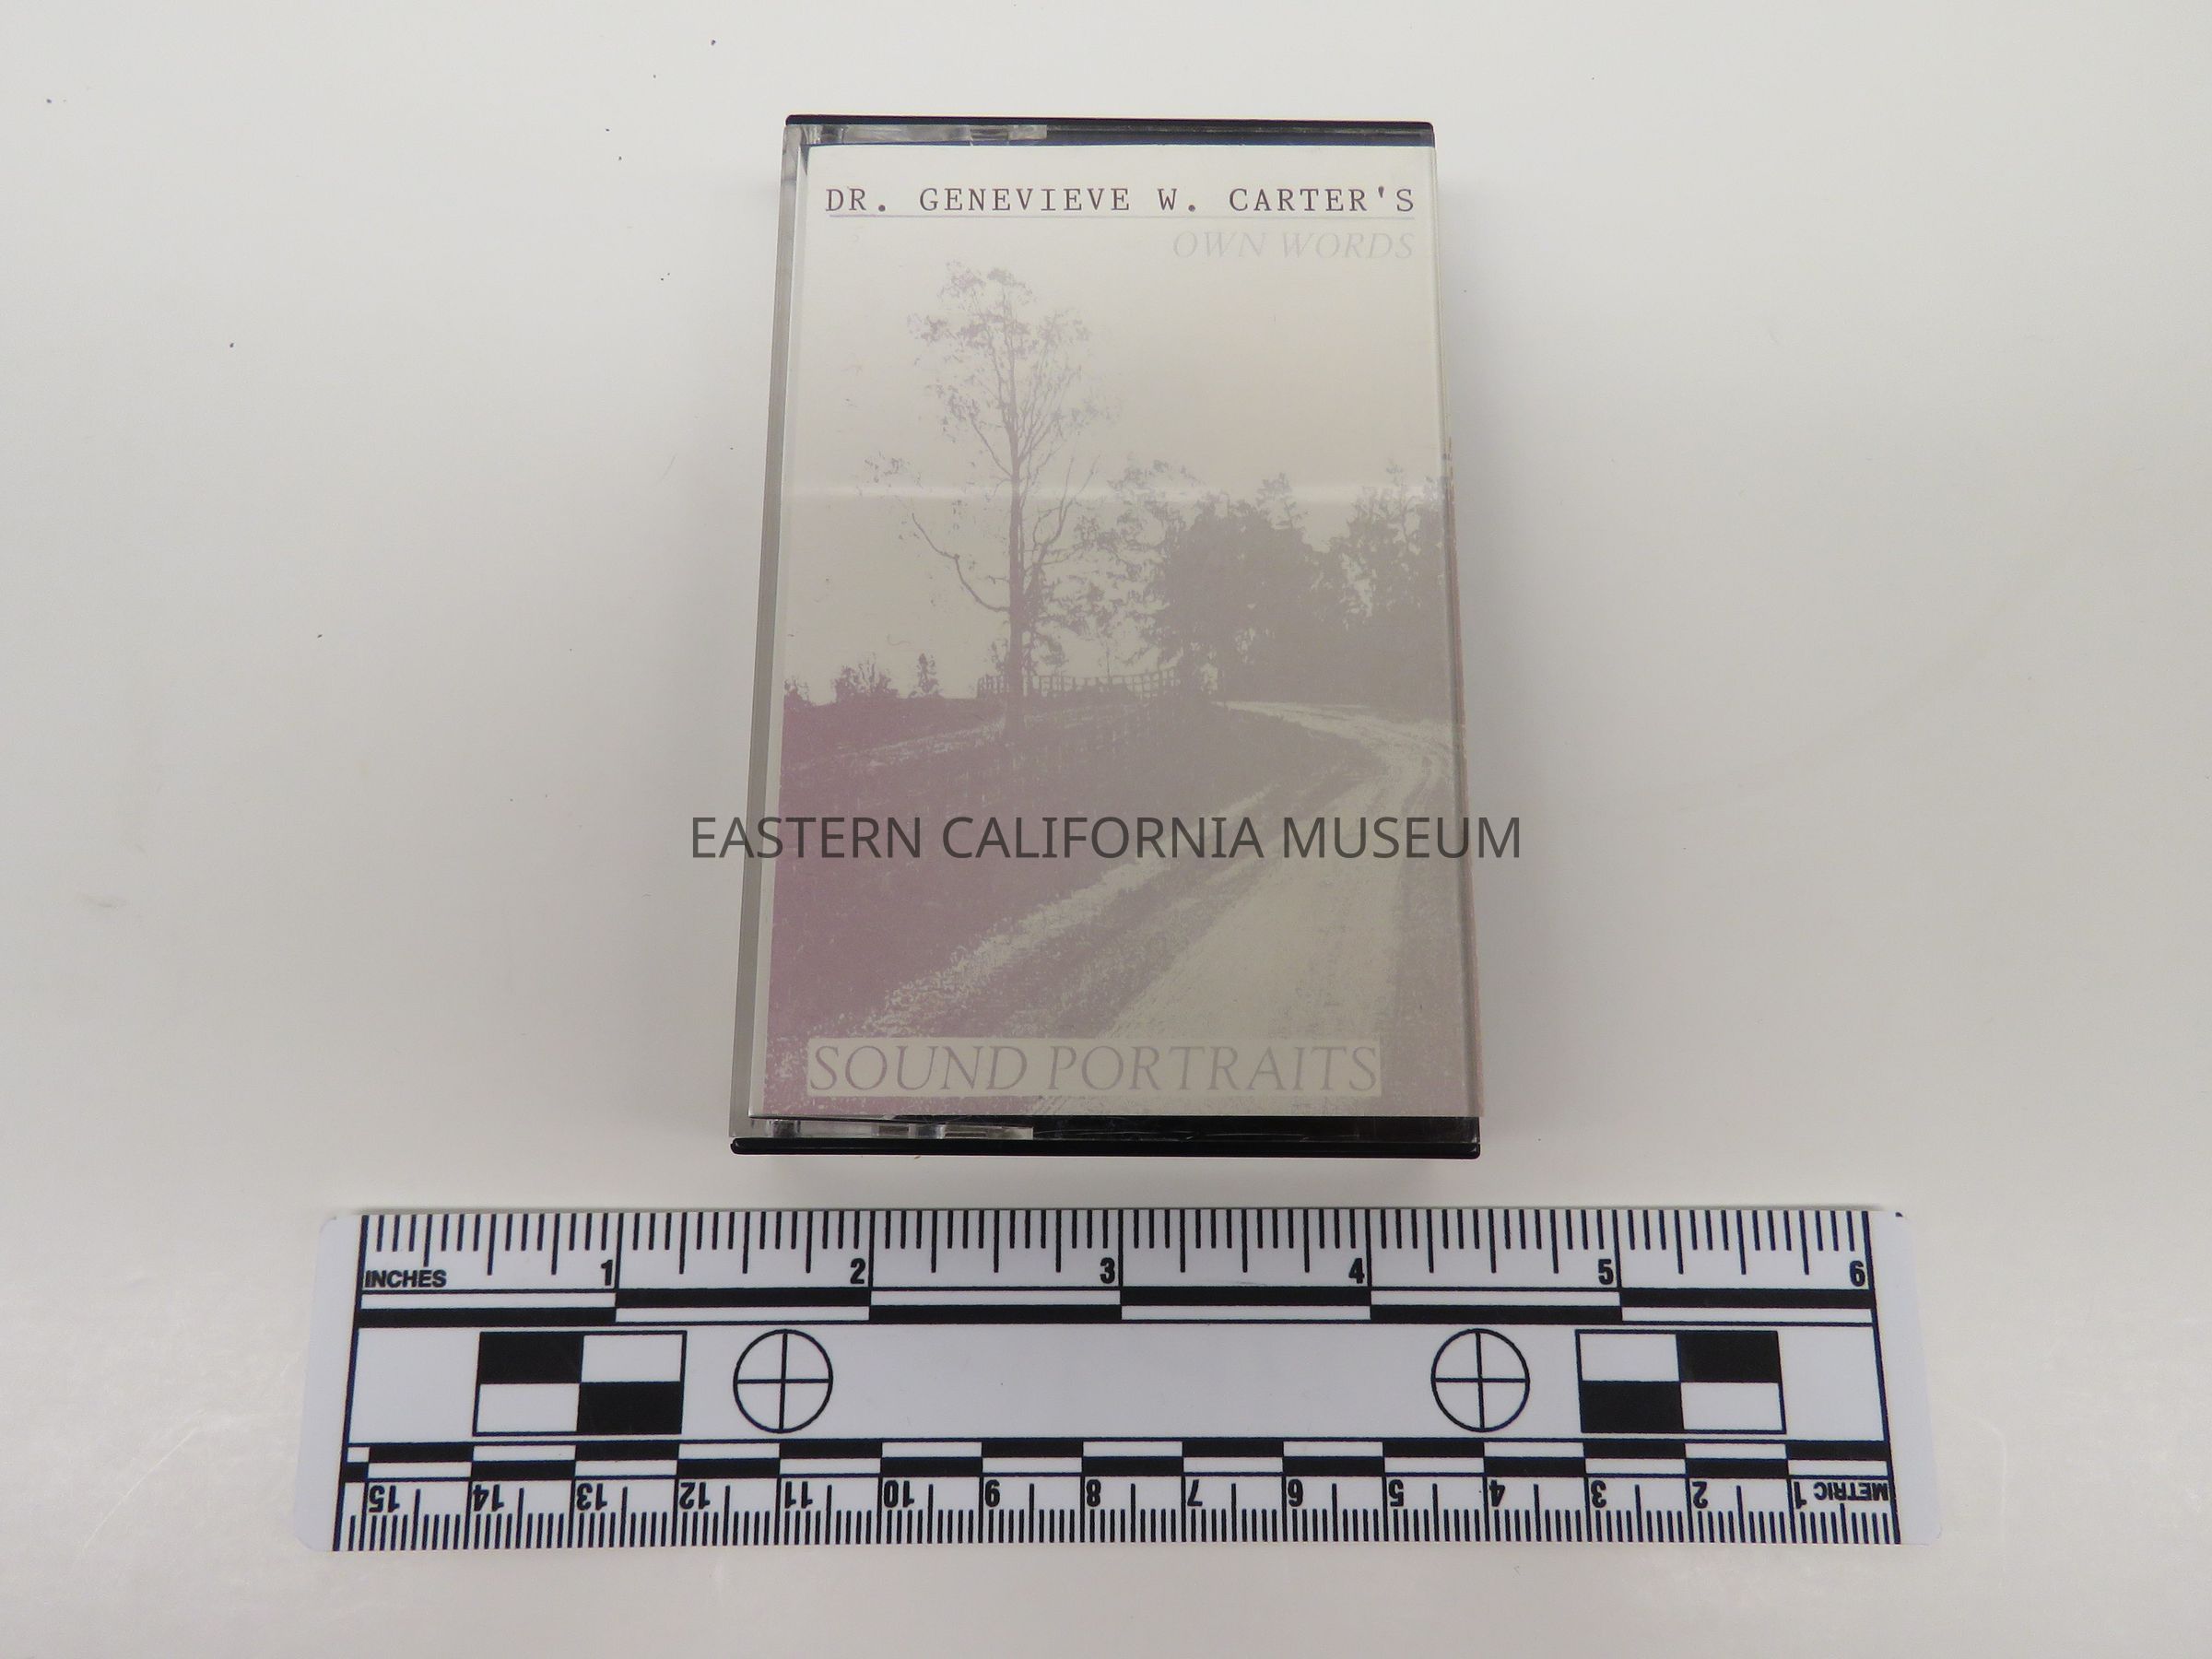 DR. GENEVIEVE W. CARTER'S
OWN WORDS
EASTERN CALIFORNIA MUSEUM
SOUND PORTRAITS
INCHES 1 2 3 4 5 6
15 14 13 12 11 10 9 8 7 6 5 4 3 2 1 METRIC